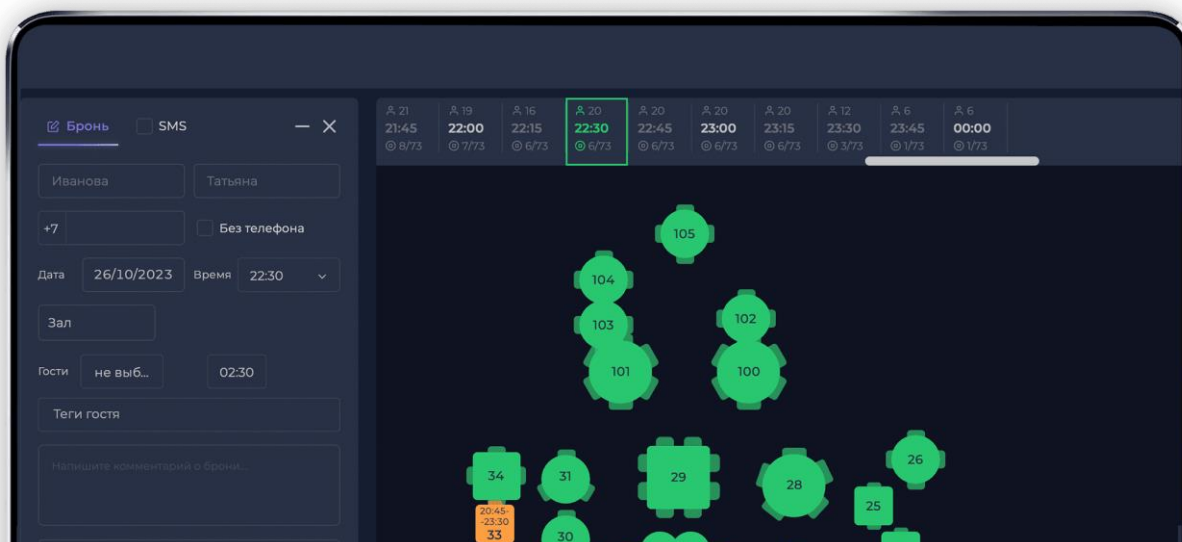 Бронь
SMS
Иванова
Татьяна
+7
Без телефона
Дата
26/10/2023
Время
22:30
Зал
Гости
не выб...
02:30
Теги гостя
Напишите комментарий о брони...
21 19 16 20 20 20 20 12 6 6
21:45 22:00 22:15 22:30 22:45 23:00 23:15 23:30 23:45 00:00
8/73 7/73 6/73 6/73 6/73 6/73 6/73 3/73 1/73 1/73
105
104
103
102
101
100
34
31
29
28
26
25
20:45-
-23:30
33
30